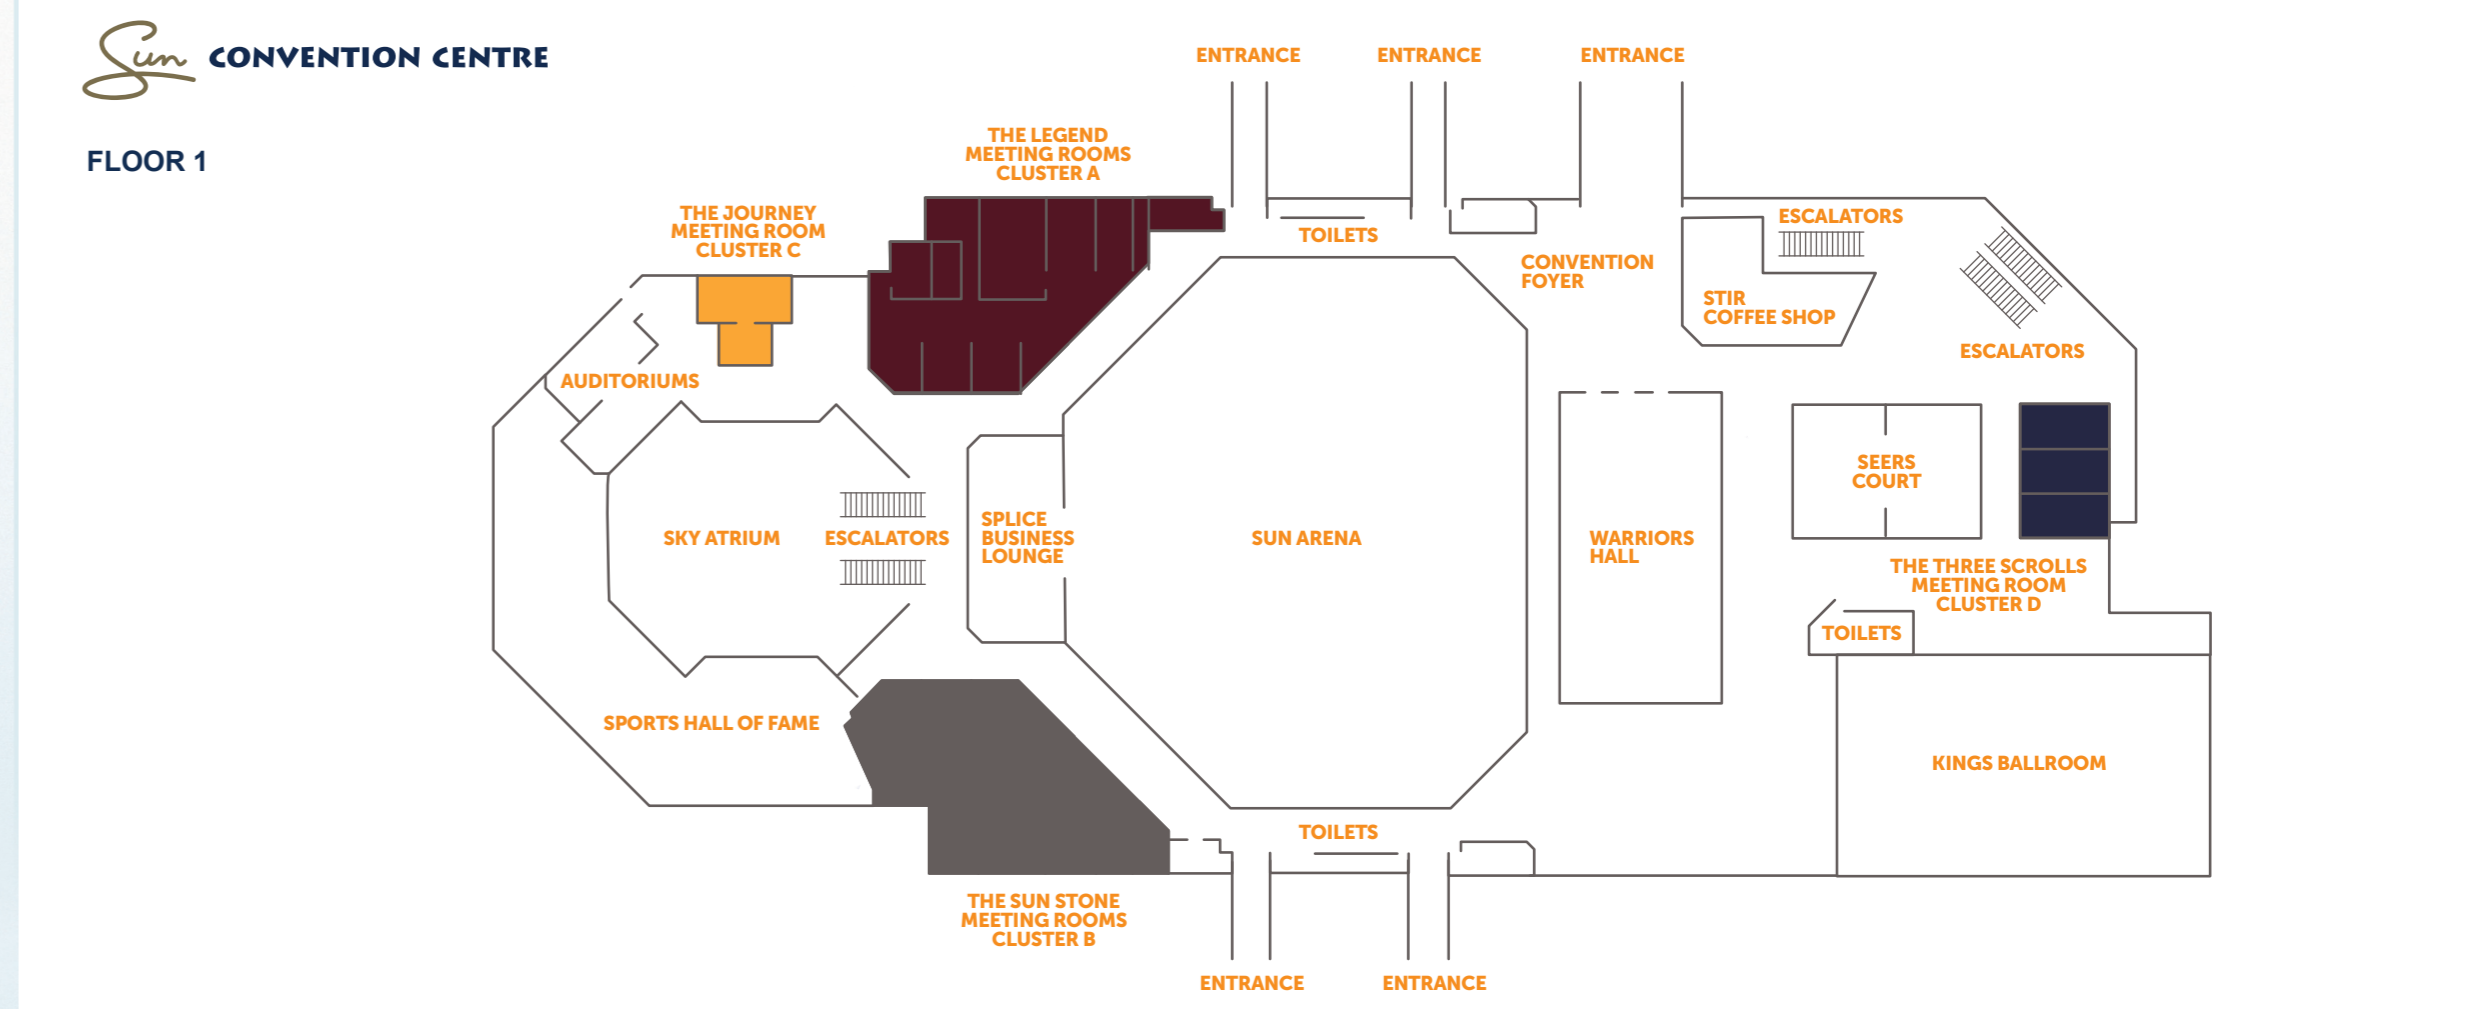 Sun CONVENTION CENTRE
FLOOR 1
ENTRANCE
ENTRANCE
ENTRANCE
THE LEGEND
MEETING ROOMS
CLUSTER A
THE JOURNEY
MEETING ROOM
CLUSTER C
TOILETS
ESCALATORS
CONVENTION
FOYER
STIR
COFFEE SHOP
ESCALATORS
AUDITORIUMS
SEERS
COURT
SKY ATRIUM
ESCALATORS
SPLICE
BUSINESS
LOUNGE
SUN ARENA
WARRIORS
HALL
THE THREE SCROLLS
MEETING ROOM
CLUSTER D
TOILETS
SPORTS HALL OF FAME
KINGS BALLROOM
TOILETS
THE SUN STONE
MEETING ROOMS
CLUSTER B
ENTRANCE
ENTRANCE